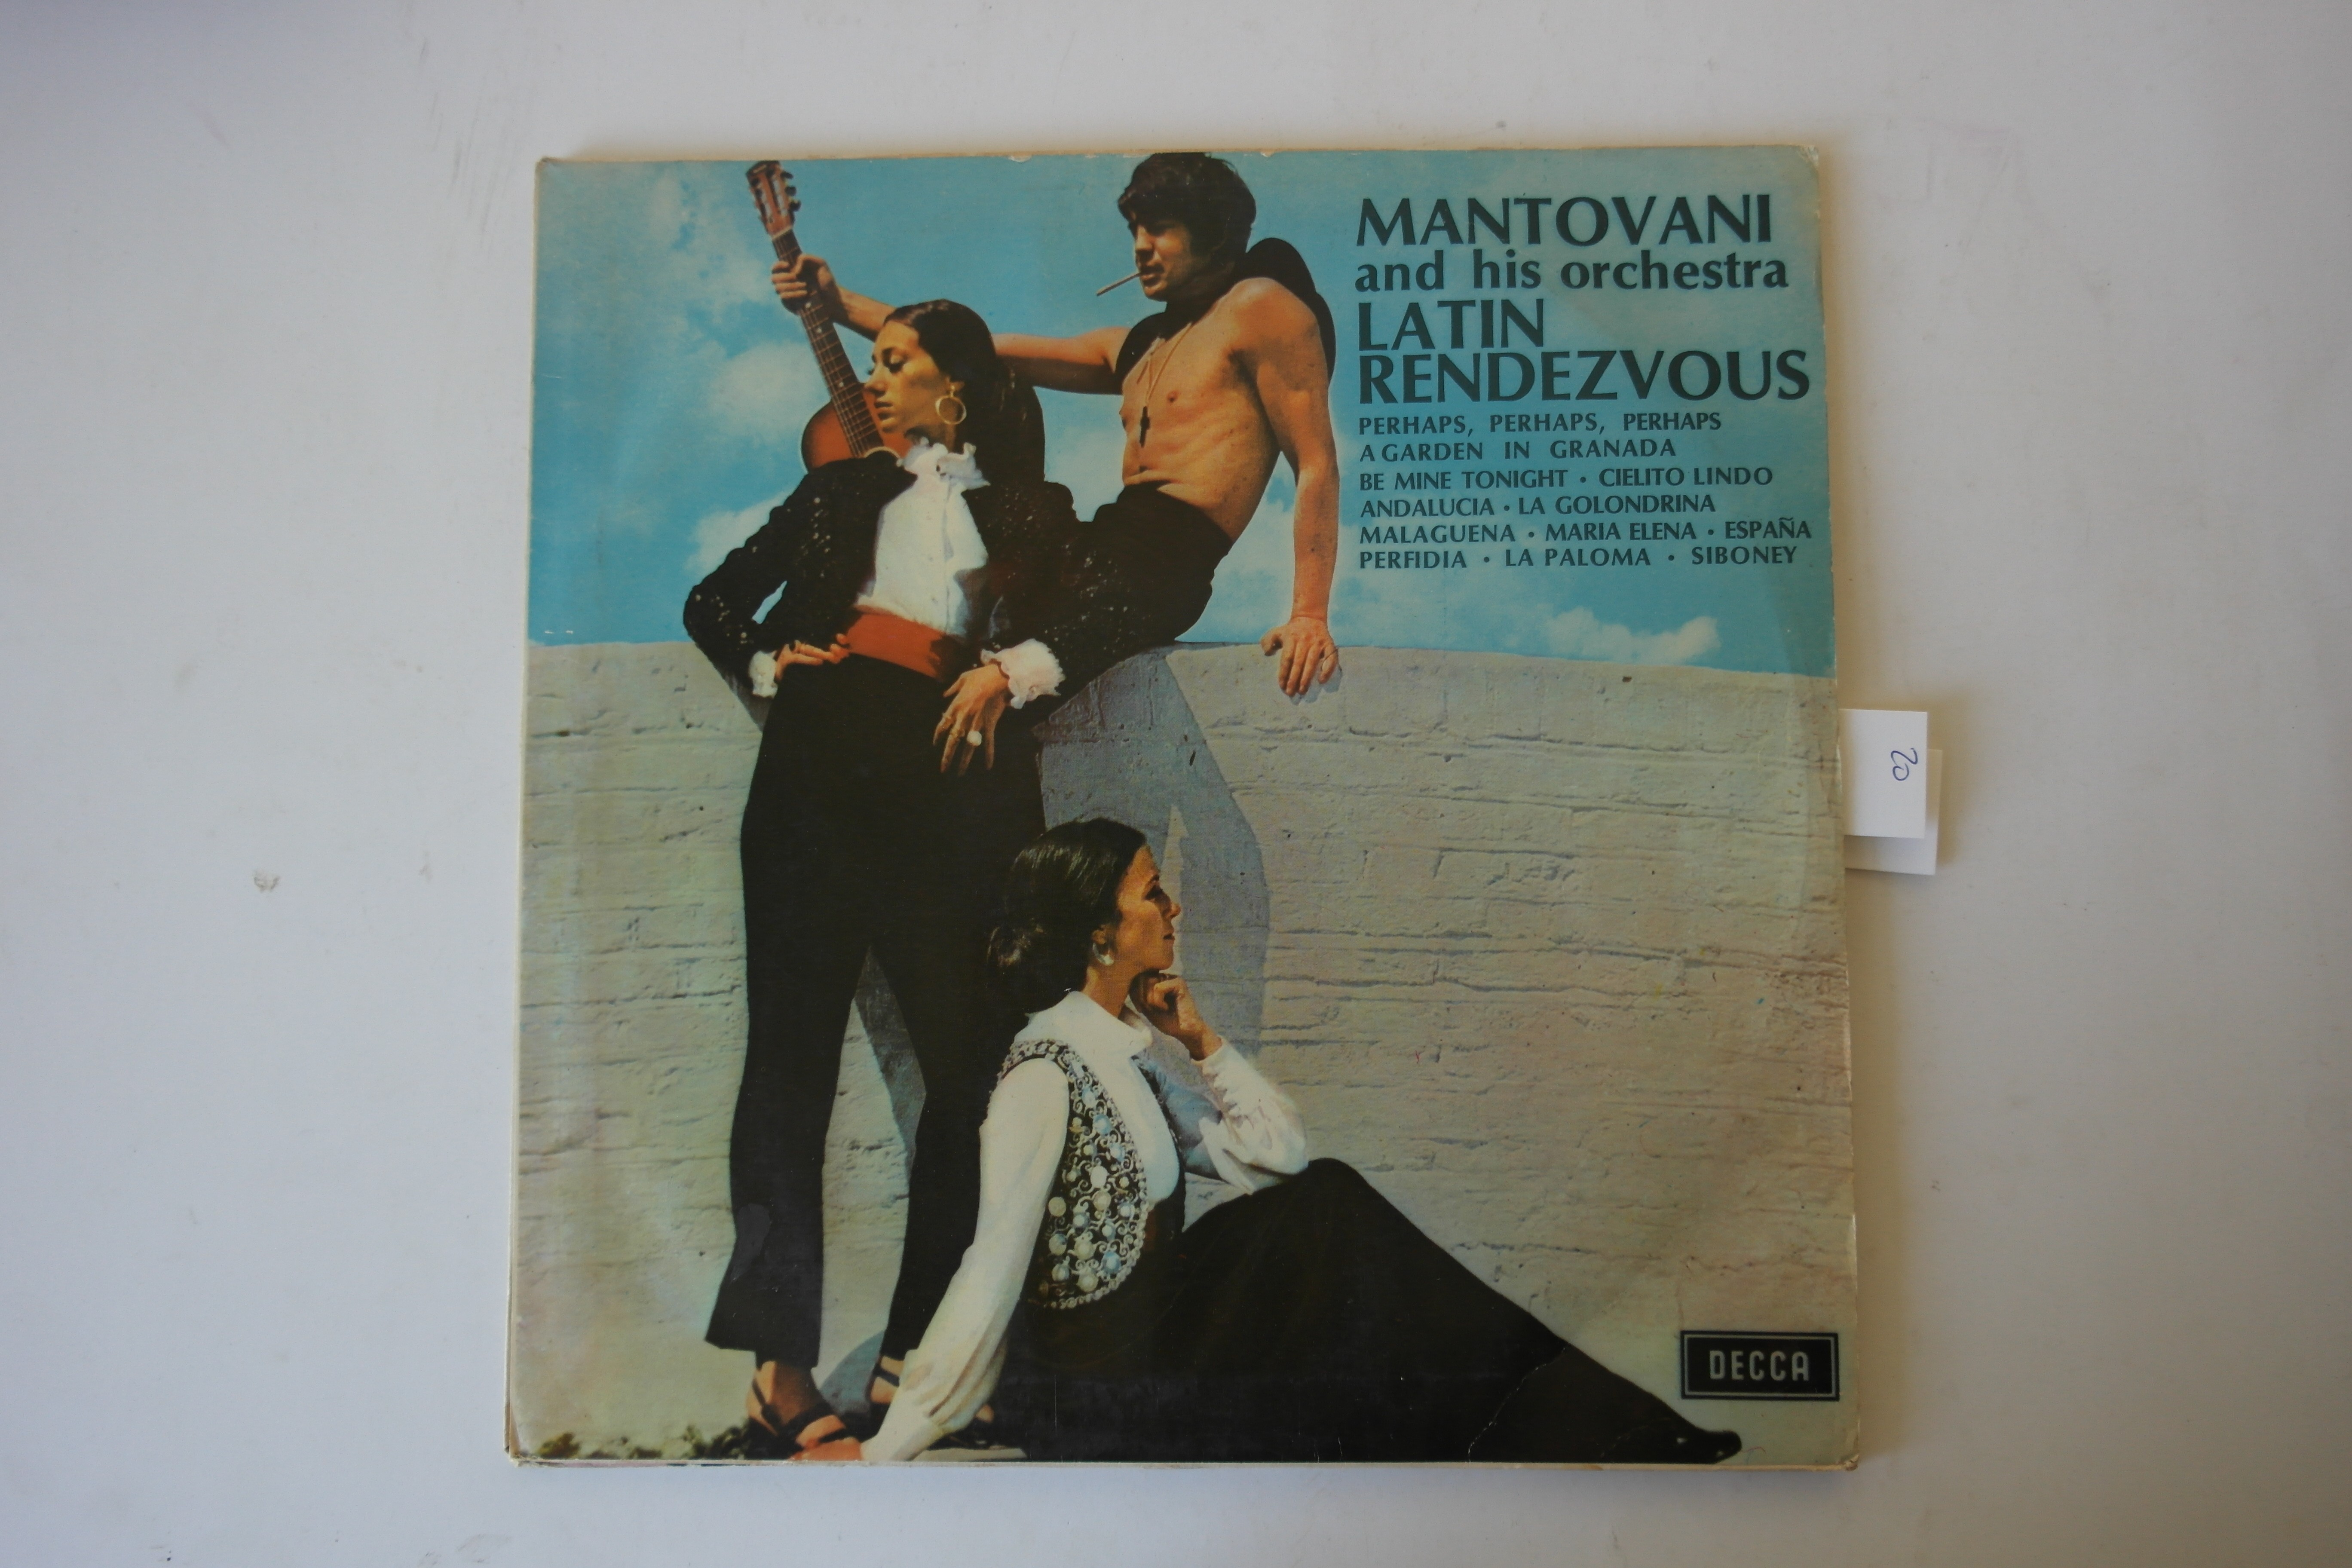 MANTOVANI
and his orchestra
LATIN
RENDEZVOUS
PERHAPS, PERHAPS, PERHAPS
A GARDEN IN GRANADA
BE MINE TONIGHT • CIELITO LINDO
ANDALUCIA • LA GOLONDRINA
MALAGUENA • MARIA ELENA • ESPAÑA
PERFIDIA • LA PALOMA • SIBONEY
20
DECCA